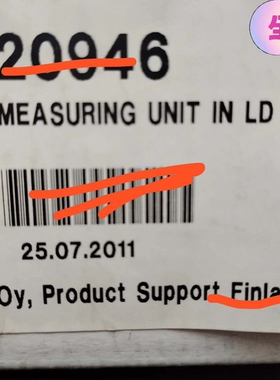 20946
MEASURING UNIT IN LD
25.07.2011
Oy, Product Support Finla